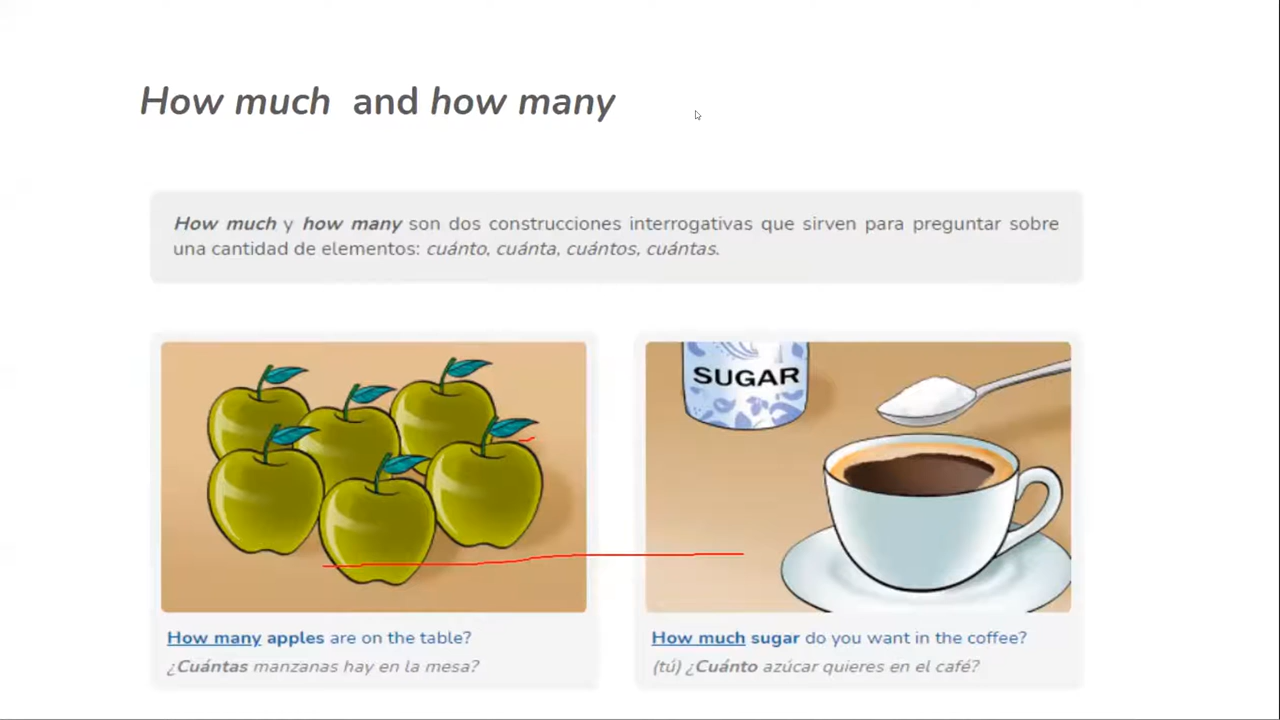 How much and how many
How much y how many son dos construcciones interrogativas que sirven para preguntar sobre
una cantidad de elementos: cuánto, cuánta, cuántos, cuántas.
SUGAR
How many apples are on the table?
¿Cuántas manzanas hay en la mesa?
How much sugar do you want in the coffee?
(tú) ¿Cuánto azúcar quieres en el café?